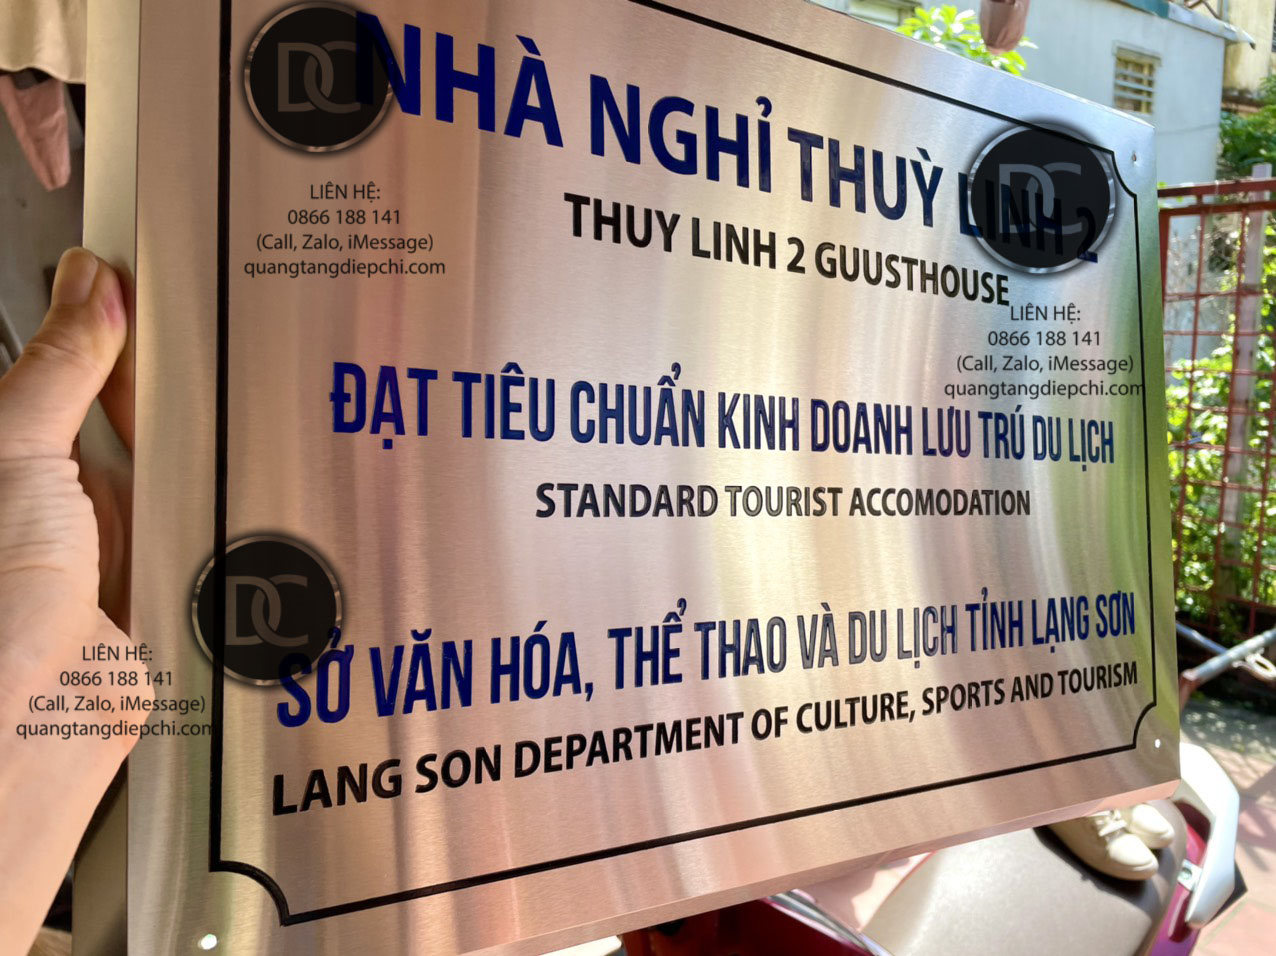 DC
NHÀ NGHỈ THUỲ LINH 2
THUY LINH 2 GUUSTHOUSE
LIÊN HỆ:
0866 188 141
(Call, Zalo, iMessage)
quangtangdiepchi.com
DC
LIÊN HỆ:
0866 188 141
(Call, Zalo, iMessage)
quangtangdiepchi.com
ĐẠT TIÊU CHUẨN KINH DOANH LƯU TRÚ DU LỊCH
STANDARD TOURIST ACCOMODATION
DC
SỞ VĂN HÓA, THỂ THAO VÀ DU LỊCH TỈNH LẠNG SƠN
LANG SON DEPARTMENT OF CULTURE, SPORTS AND TOURISM
LIÊN HỆ:
0866 188 141
(Call, Zalo, iMessage)
quangtangdiepchi.com